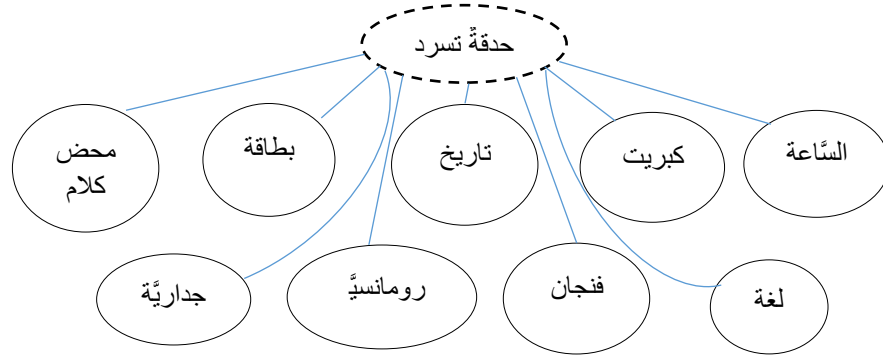 حدقةٌ تسرد
السَّاعة
كبريت
تاريخ
بطاقة
محض
كلام
لغة
فنجان
رومانسيَّ
جداريَّة